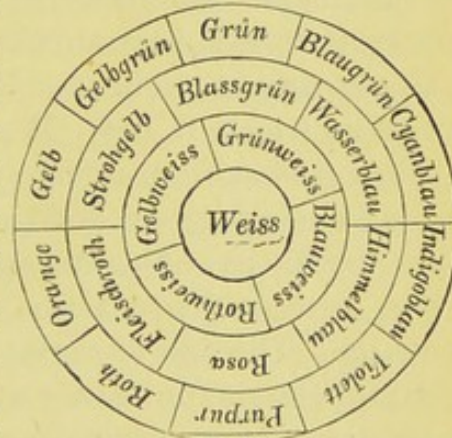 Grün
Blaugrün
Cyanblau
Indigoblau
Violett
Purpur
Roth
Orange
Gelb
Gelbgrün
Blassgrün
Wasserblau
Himmelblau
Rosa
Fleischroth
Strohgelb
Grünweiss
Blauweiss
Rothweiss
Gelbweiss
Weiss